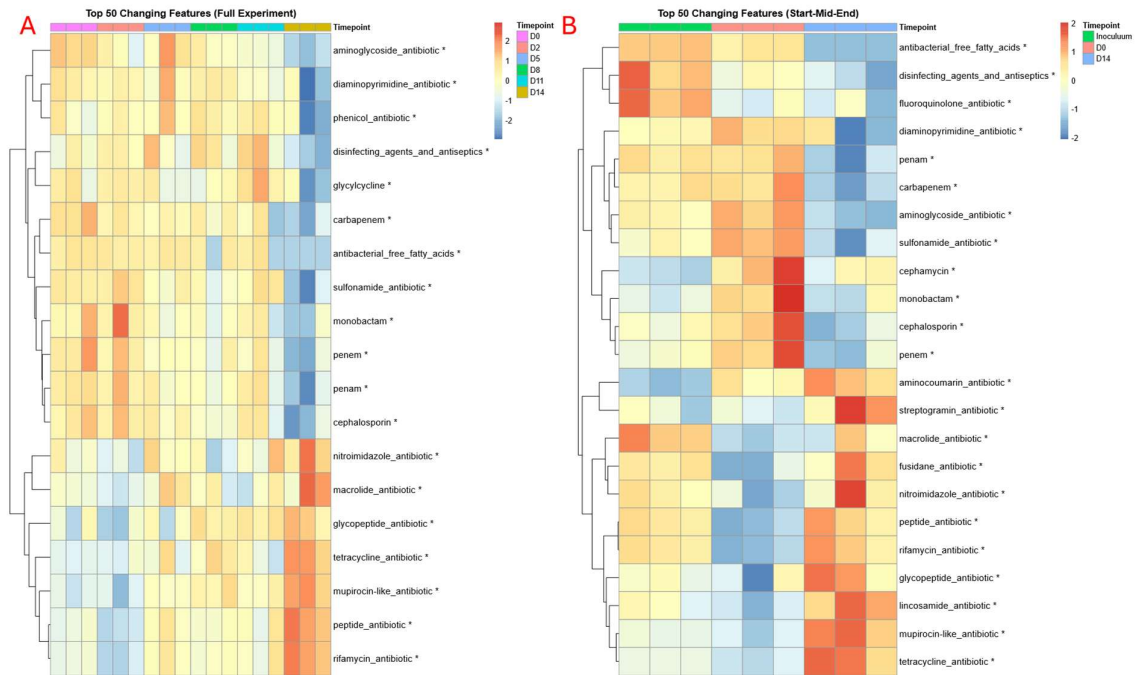 A
Top 50 Changing Features (Full Experiment)
Timepoint
aminoglycoside_antibiotic *
diaminopyrimidine_antibiotic *
phenicol_antibiotic *
disinfecting_agents_and_antiseptics *
glycylcycline *
carbapenem *
antibacterial_free_fatty_acids *
sulfonamide_antibiotic *
monobactam *
penem *
penam *
cephalosporin *
nitroimidazole_antibiotic *
macrolide_antibiotic *
glycopeptide_antibiotic *
tetracycline_antibiotic *
mupirocin-like_antibiotic *
peptide_antibiotic *
rifamycin_antibiotic *
2
1
0
-1
-2
Timepoint
D0
D2
D5
D8
D11
D14
B
Top 50 Changing Features (Start-Mid-End)
Timepoint
antibacterial_free_fatty_acids *
disinfecting_agents_and_antiseptics *
fluoroquinolone_antibiotic *
diaminopyrimidine_antibiotic *
penam *
carbapenem *
aminoglycoside_antibiotic *
sulfonamide_antibiotic *
cephamycin *
monobactam *
cephalosporin *
penem *
aminocoumarin_antibiotic *
streptogramin_antibiotic *
macrolide_antibiotic *
fusidane_antibiotic *
nitroimidazole_antibiotic *
peptide_antibiotic *
rifamycin_antibiotic *
glycopeptide_antibiotic *
lincosamide_antibiotic *
mupirocin-like_antibiotic *
tetracycline_antibiotic *
2
1
0
-1
-2
Timepoint
Inoculuum
D0
D14